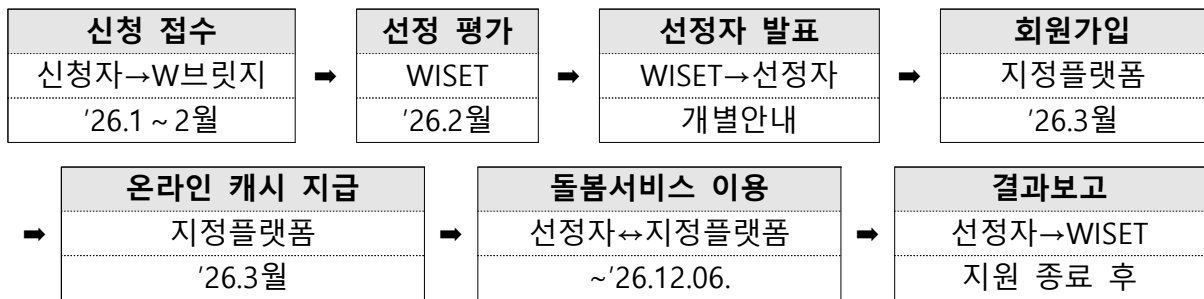 신청 접수 선정 평가 선정자 발표 회원가입
신청자→W브릿지 ➡ WISET ➡ WISET→선정자 ➡ 지정플랫폼
'26.1 ~ 2월 '26.2월 개별안내 '26.3월
온라인 캐시 지급 돌봄서비스 이용 결과보고
➡ 지정플랫폼 ➡ 선정자↔지정플랫폼 ➡ 선정자→WISET
'26.3월 ~'26.12.06. 지원 종료 후